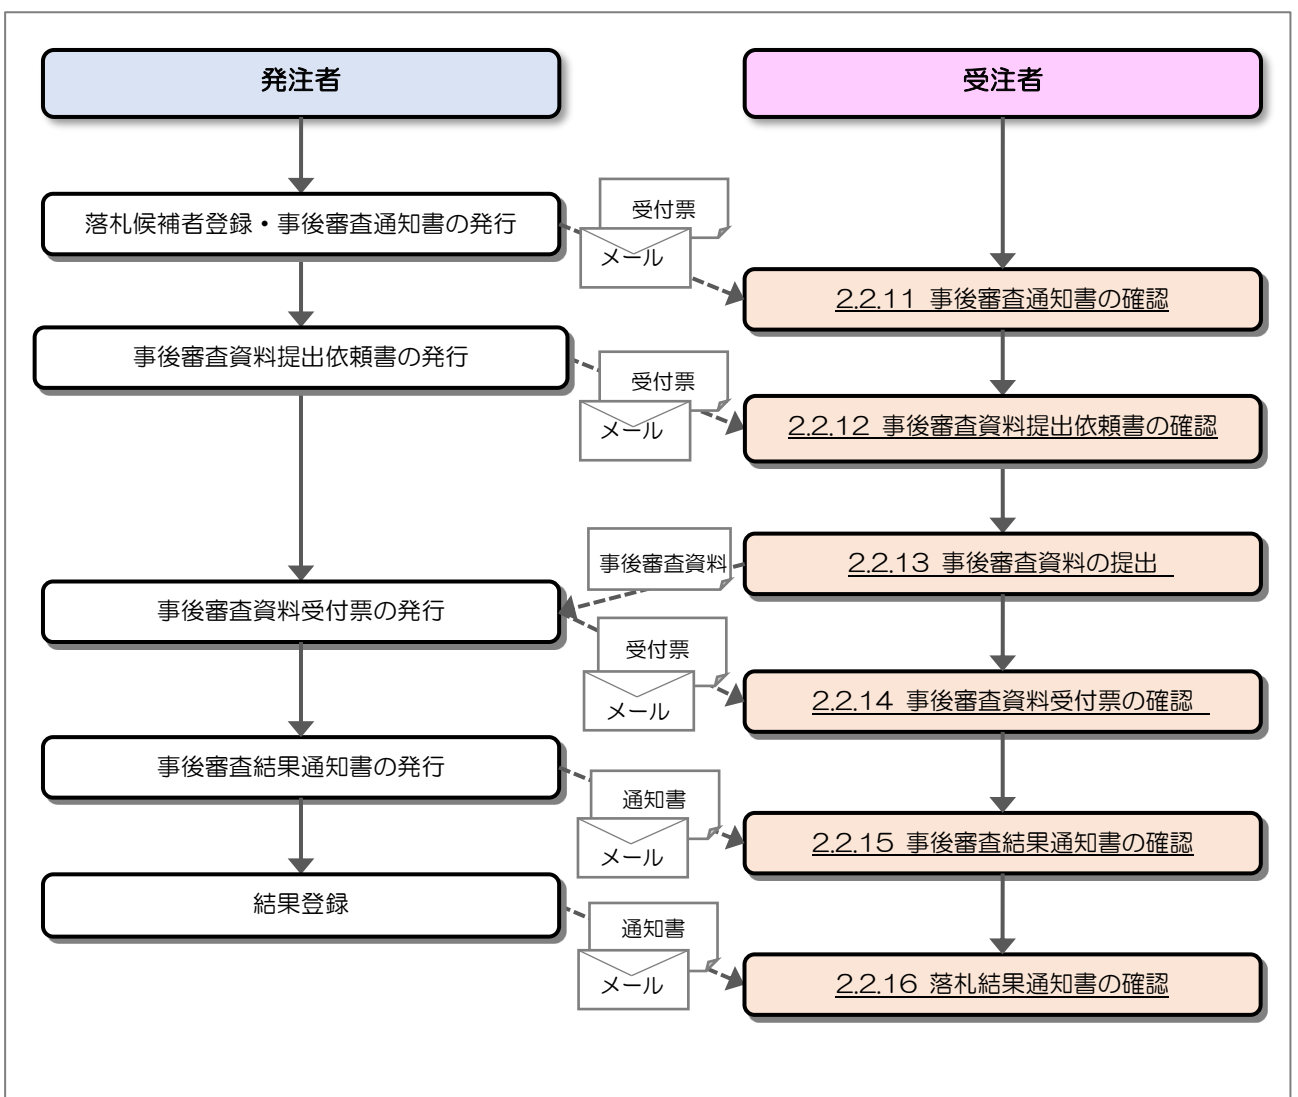 発注者
受注者
落札候補者登録・事後審査通知書の発行
受付票
メール
2.2.11 事後審査通知書の確認
事後審査資料提出依頼書の発行
受付票
メール
2.2.12 事後審査資料提出依頼書の確認
事後審査資料
2.2.13 事後審査資料の提出
事後審査資料受付票の発行
受付票
メール
2.2.14 事後審査資料受付票の確認
事後審査結果通知書の発行
通知書
メール
2.2.15 事後審査結果通知書の確認
結果登録
通知書
メール
2.2.16 落札結果通知書の確認